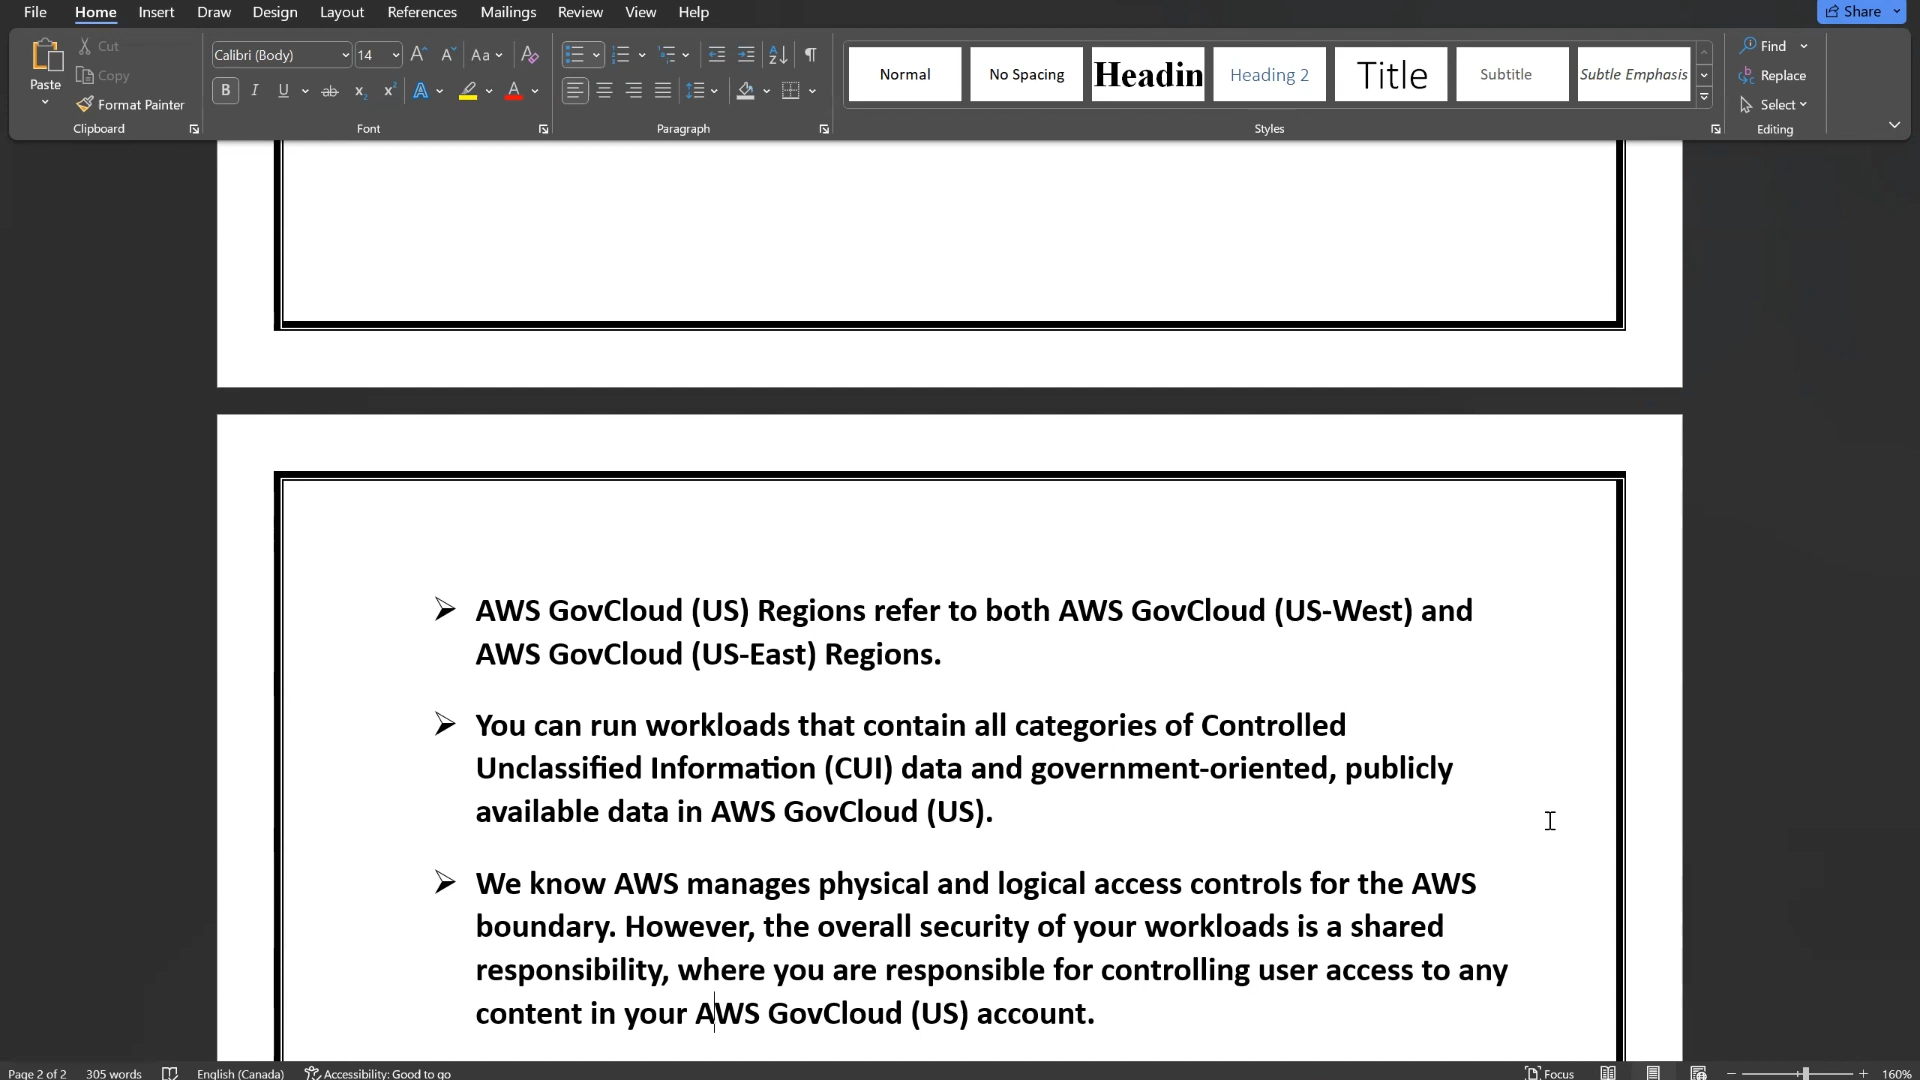 File Home Insert Draw Design Layout References Mailings Review View Help Share
Paste Cut Copy Format Painter Clipboard
Calibri (Body) 14 Aa
B I U ab x₂ x² A A
Font
Paragraph
Normal No Spacing Headin Heading 2 Title Subtitle Subtle Emphasis
Styles
Find
Replace
Select
Editing
➢ AWS GovCloud (US) Regions refer to both AWS GovCloud (US-West) and
AWS GovCloud (US-East) Regions.
➢ You can run workloads that contain all categories of Controlled
Unclassified Information (CUI) data and government-oriented, publicly
available data in AWS GovCloud (US).
➢ We know AWS manages physical and logical access controls for the AWS
boundary. However, the overall security of your workloads is a shared
responsibility, where you are responsible for controlling user access to any
content in your AWS GovCloud (US) account.
Page 2 of 2 305 words English (Canada) Accessibility: Good to go Focus 160%